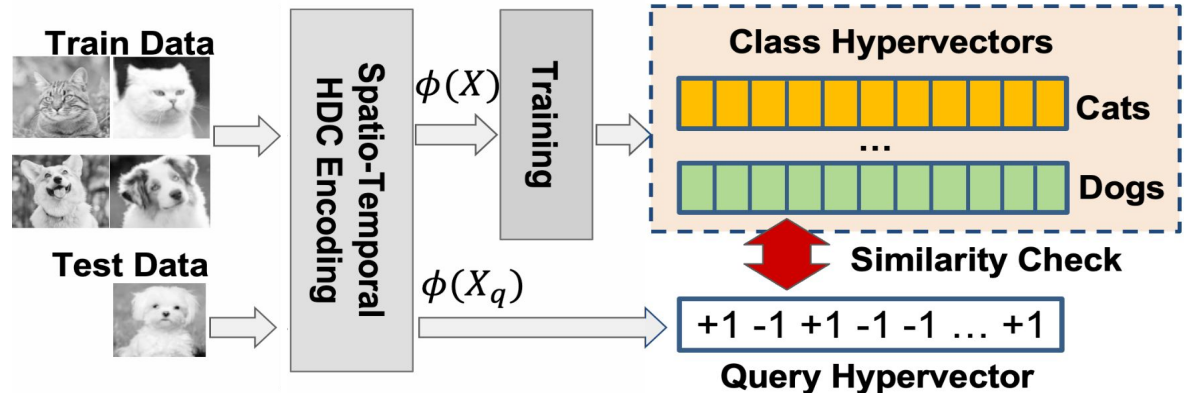 Train Data
Test Data
Spatio-Temporal
HDC Encoding
ϕ(X)
ϕ(X_q)
Training
Class Hypervectors
Cats
...
Dogs
Similarity Check
+1 -1 +1 -1 -1 ... +1
Query Hypervector